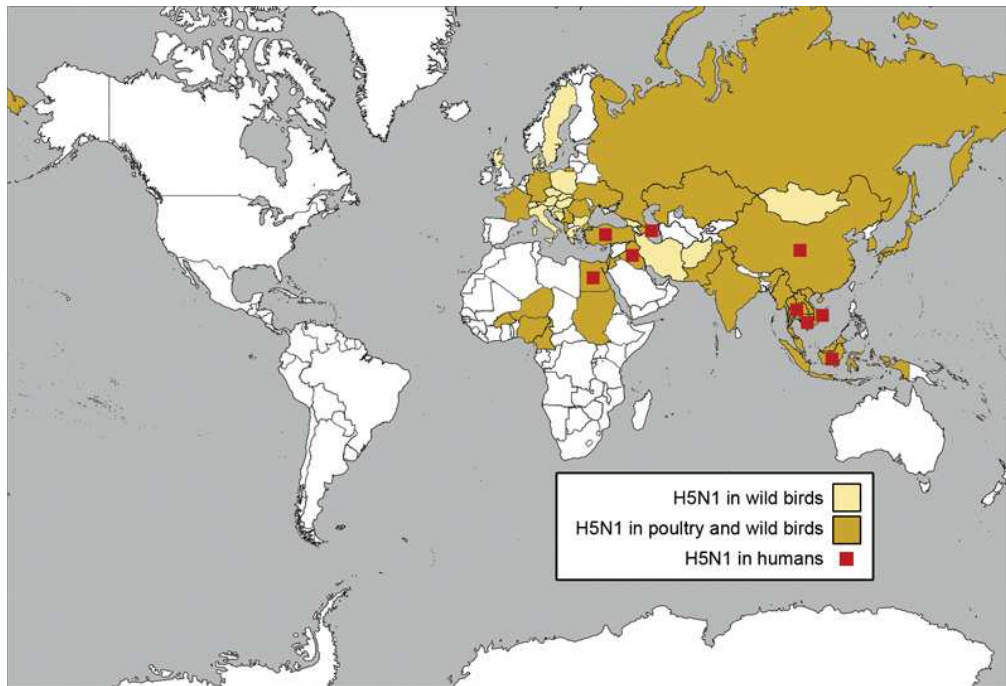 H5N1 in wild birds
H5N1 in poultry and wild birds
H5N1 in humans